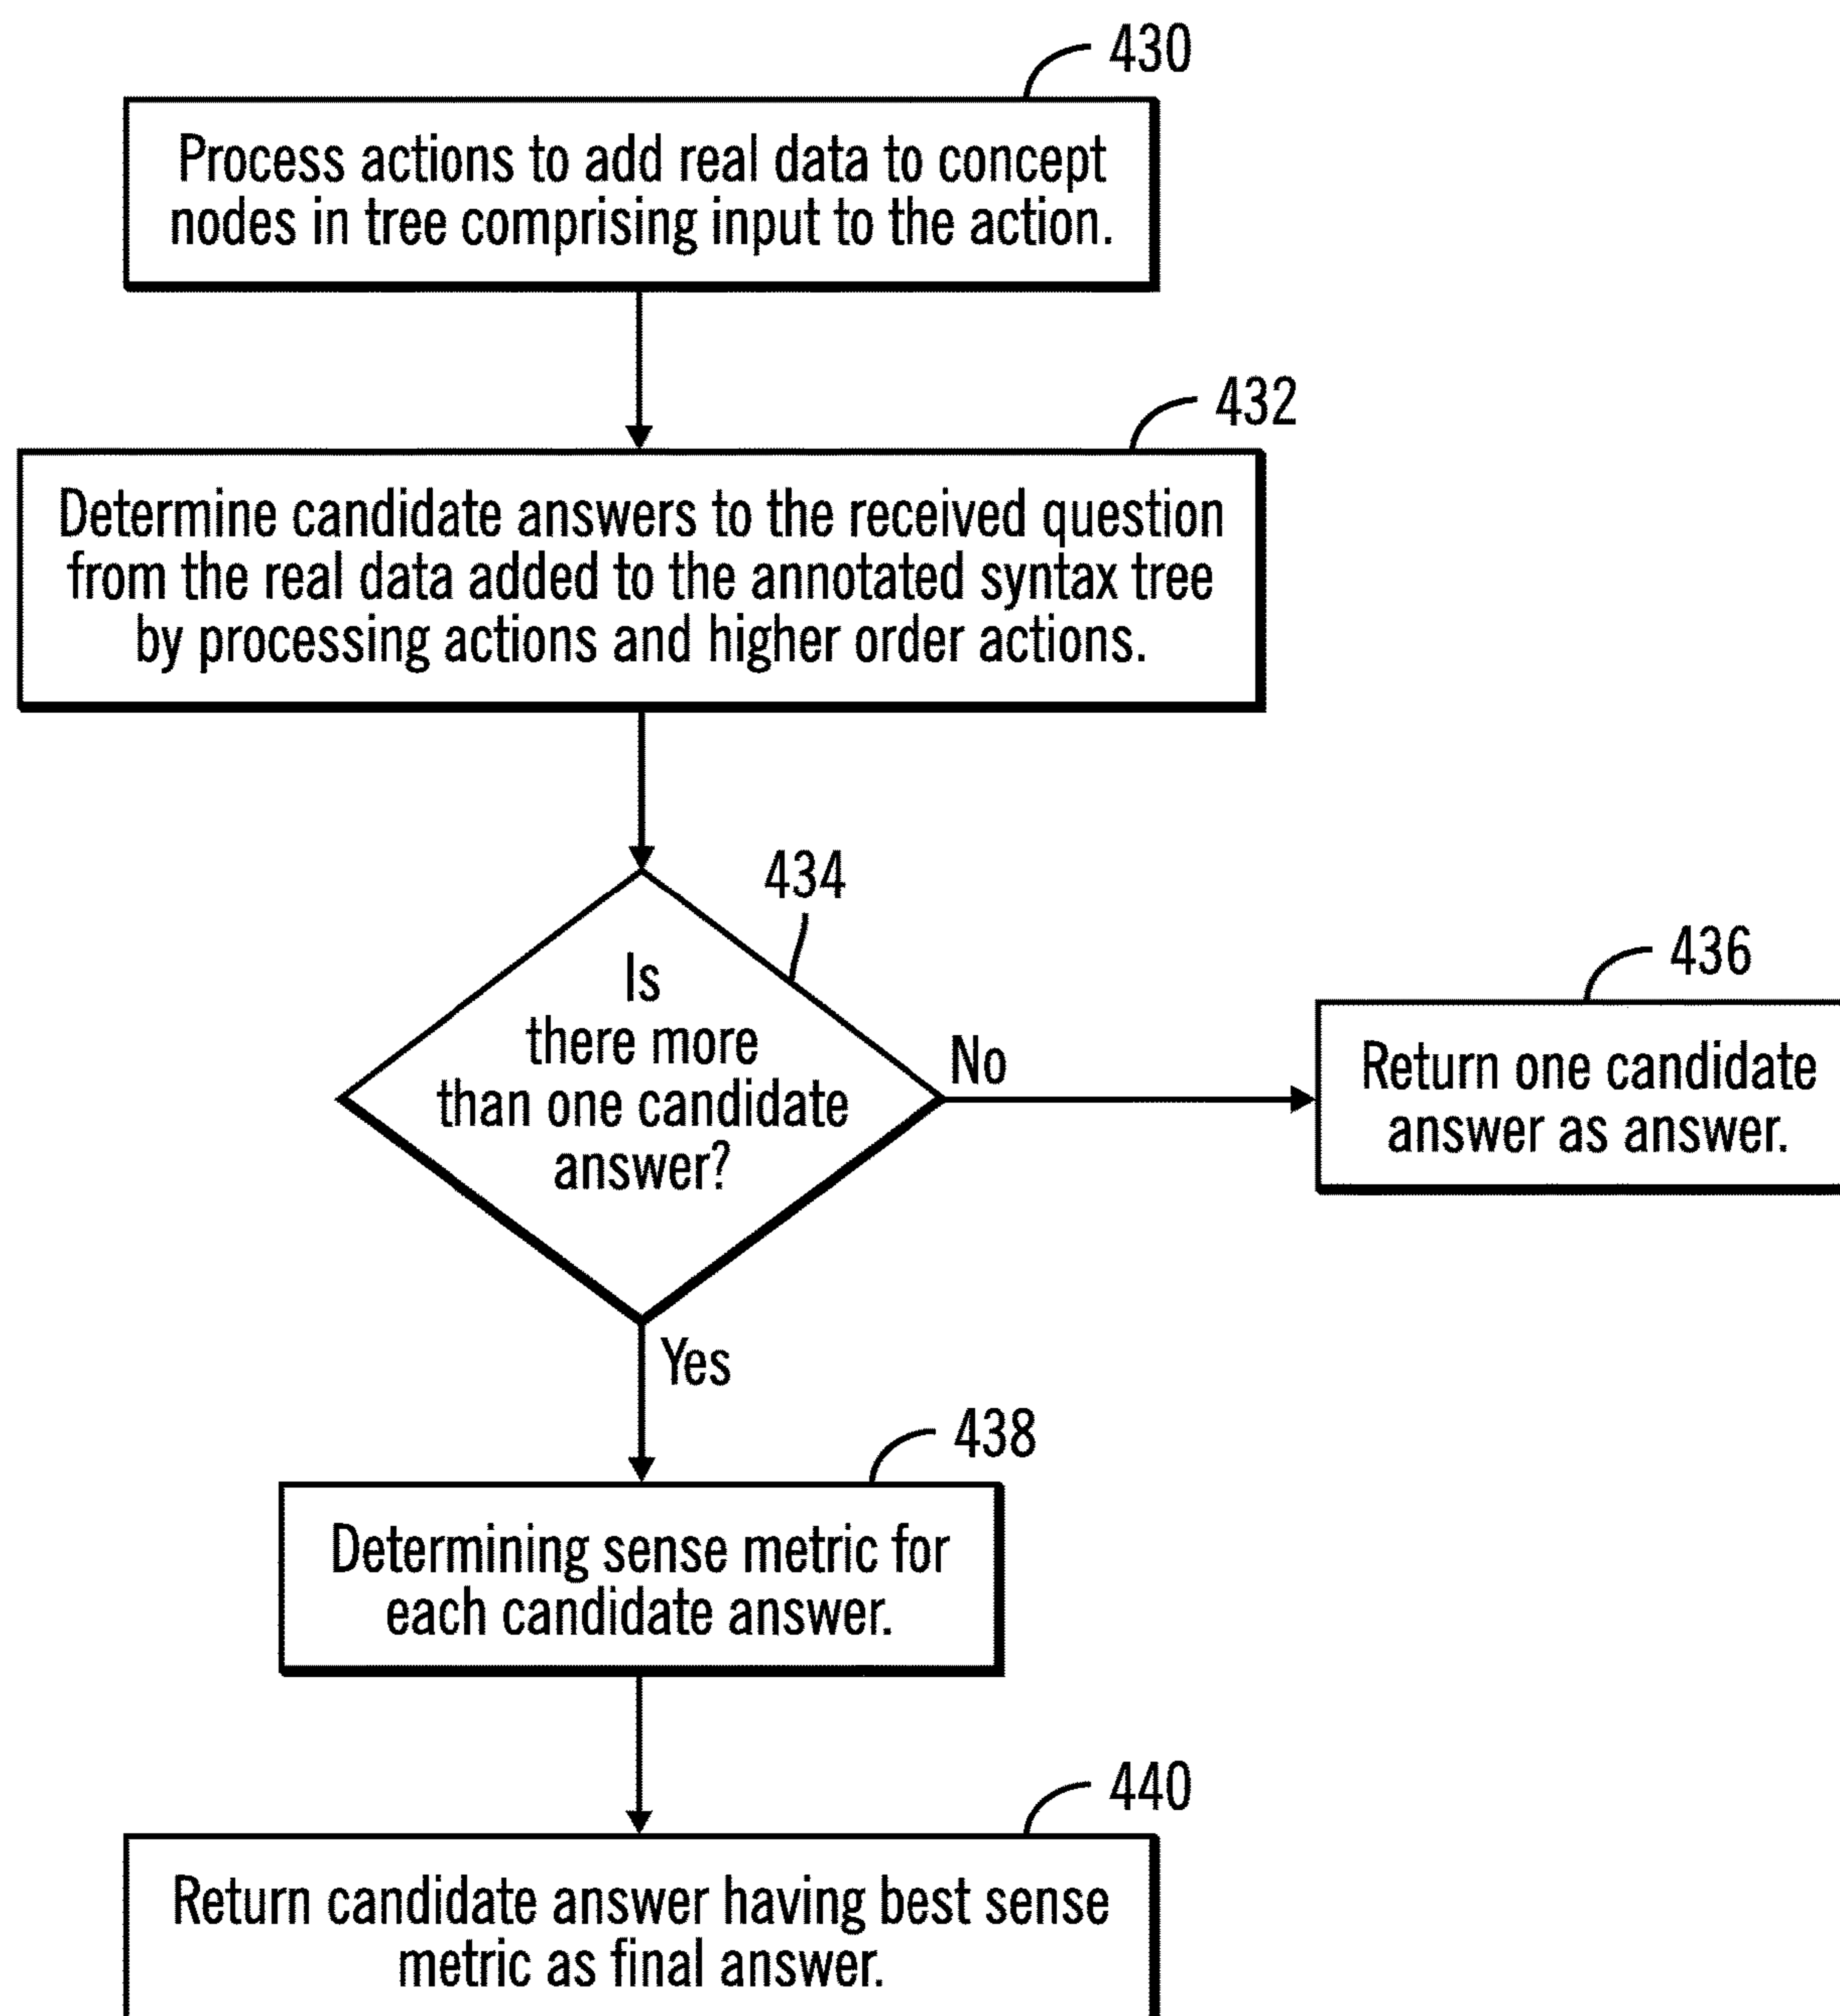 430
Process actions to add real data to concept
nodes in tree comprising input to the action.
432
Determine candidate answers to the received question
from the real data added to the annotated syntax tree
by processing actions and higher order actions.
434
Is
there more
than one candidate
answer?
No
436
Return one candidate
answer as answer.
Yes
438
Determining sense metric for
each candidate answer.
440
Return candidate answer having best sense
metric as final answer.